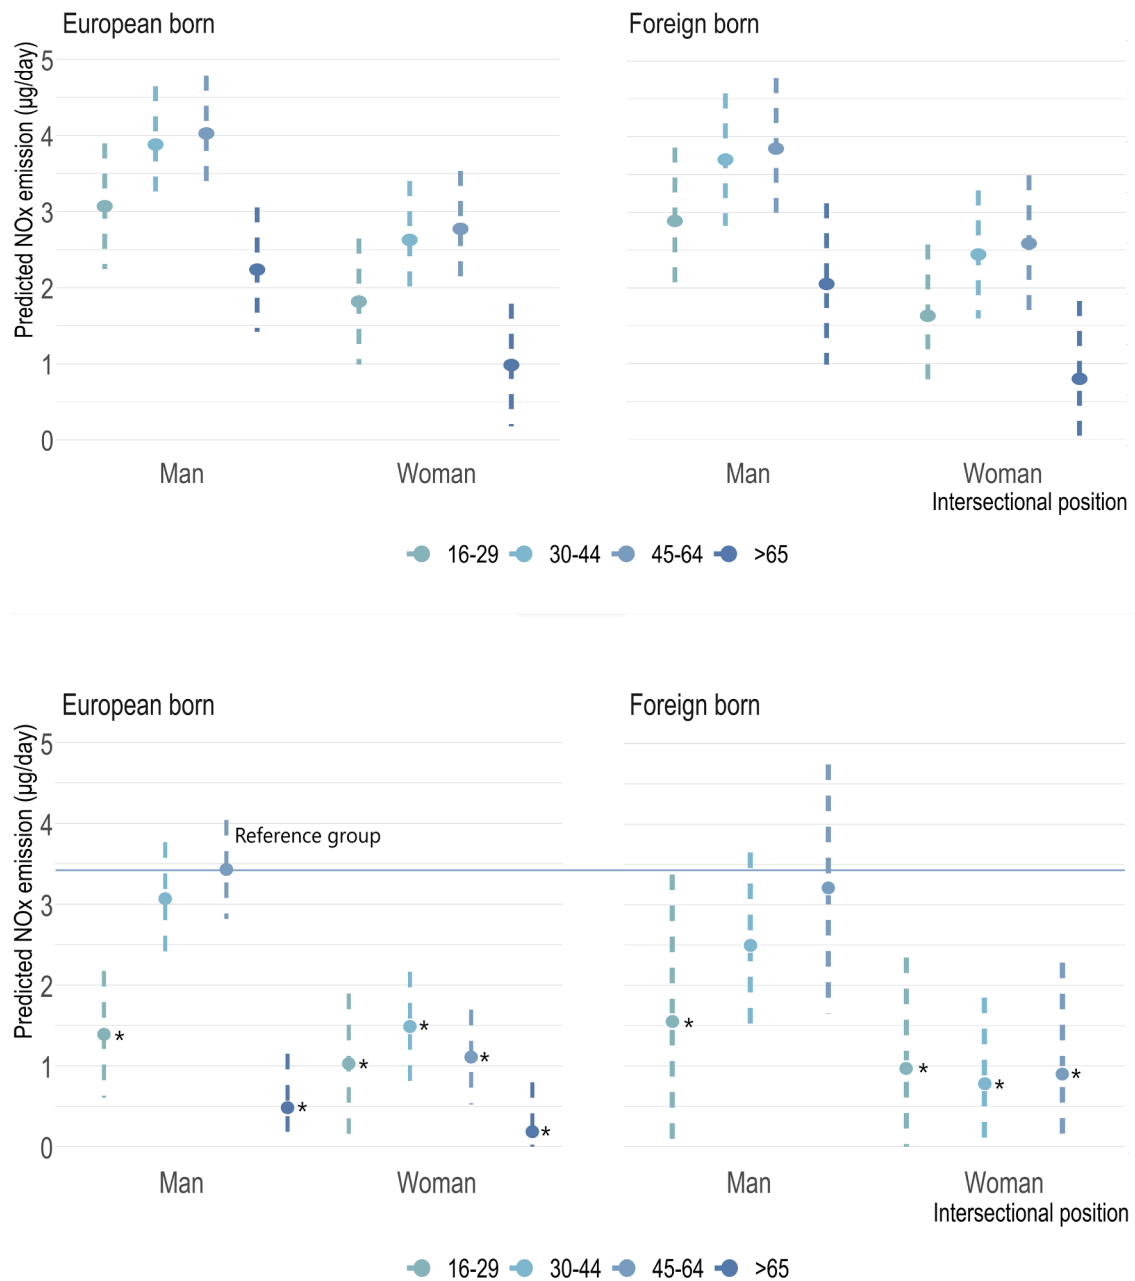 European born
Foreign born
Predicted NOx emission (µg/day)
5
4
3
2
1
0
Man
Woman
Man
Woman
Intersectional position
16-29
30-44
45-64
>65
European born
Foreign born
Predicted NOx emission (µg/day)
5
4
3
2
1
0
Reference group
*
*
*
*
*
*
*
*
*
*
Man
Woman
Man
Woman
Intersectional position
16-29
30-44
45-64
>65